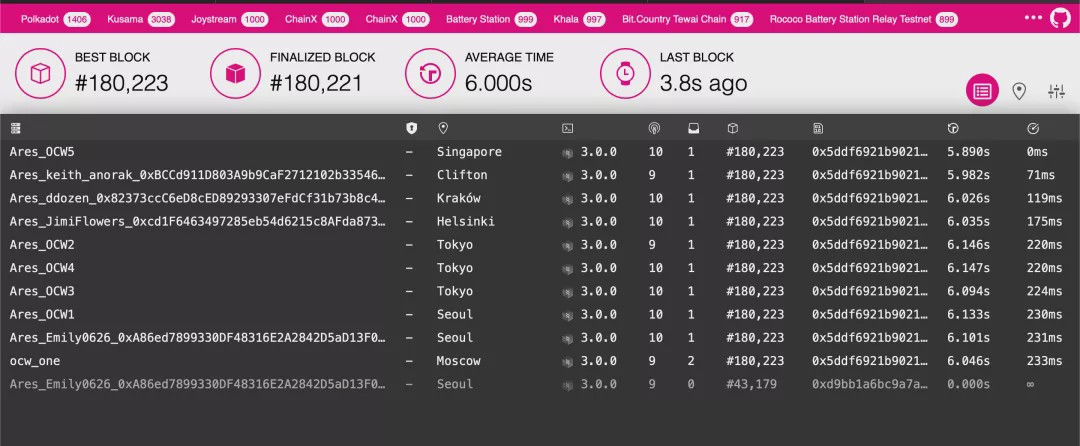 Polkadot 1406 Kusama 3038 Joystream 1000 ChainX 1000 ChainX 1000 Battery Station 999 Khala 997 Bit.Country Tewai Chain 917 Rococo Battery Station Relay Testnet 899
BEST BLOCK FINALIZED BLOCK AVERAGE TIME LAST BLOCK
#180,223 #180,221 6.000s 3.8s ago
Ares_OCW5 – Singapore 3.0.0 10 1 #180,223 0x5ddf6921b9021… 5.890s 0ms
Ares_keith_anorak_0xBCCd911D803A9b9CaF2712102b33546… – Clifton 3.0.0 9 1 #180,223 0x5ddf6921b9021… 5.982s 71ms
Ares_ddozen_0x82373ccC6eD8cED89293307eFdCf31b73b8c4… – Kraków 3.0.0 10 1 #180,223 0x5ddf6921b9021… 6.026s 119ms
Ares_JimiFlowers_0xcd1F6463497285eb54d6215c8AFda873… – Helsinki 3.0.0 10 1 #180,223 0x5ddf6921b9021… 6.035s 175ms
Ares_OCW2 – Tokyo 3.0.0 9 1 #180,223 0x5ddf6921b9021… 6.146s 220ms
Ares_OCW4 – Tokyo 3.0.0 10 1 #180,223 0x5ddf6921b9021… 6.147s 220ms
Ares_OCW3 – Tokyo 3.0.0 10 1 #180,223 0x5ddf6921b9021… 6.094s 224ms
Ares_OCW1 – Seoul 3.0.0 10 1 #180,223 0x5ddf6921b9021… 6.133s 230ms
Ares_Emily0626_0xA86ed7899330DF48316E2A2842D5aD13F0… – Seoul 3.0.0 10 1 #180,223 0x5ddf6921b9021… 6.101s 231ms
ocw_one – Moscow 3.0.0 9 2 #180,223 0x5ddf6921b9021… 6.046s 233ms
Ares_Emily0626_0xA86ed7899330DF48316E2A2842D5aD13F0… – Seoul 3.0.0 9 0 #43,179 0xd9bb1a6bc9a7a… 0.000s ∞